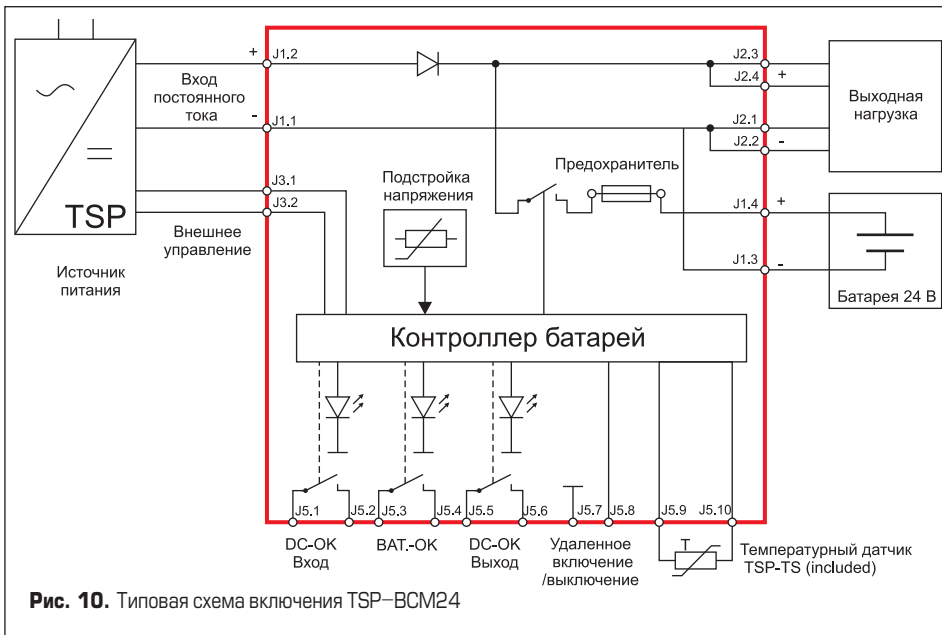 +
J1.2
J2.3
J2.4
+
Вход
постоянного
тока
Выходная
нагрузка
-
J1.1
J2.1
J2.2
-
J3.1
J3.2
TSP
Внешнее
управление
Источник
питания
Подстройка
напряжения
Предохранитель
J1.4
+
J1.3
-
Батарея 24 В
Контроллер батарей
J5.1
J5.2
J5.3
J5.4
J5.5
J5.6
J5.7
J5.8
J5.9
J5.10
DC-OK
Вход
BAT.-OK
DC-OK
Выход
Удаленное
включение
/выключение
T
Температурный датчик
TSP-TS (included)
Рис. 10. Типовая схема включения TSP–BCM24